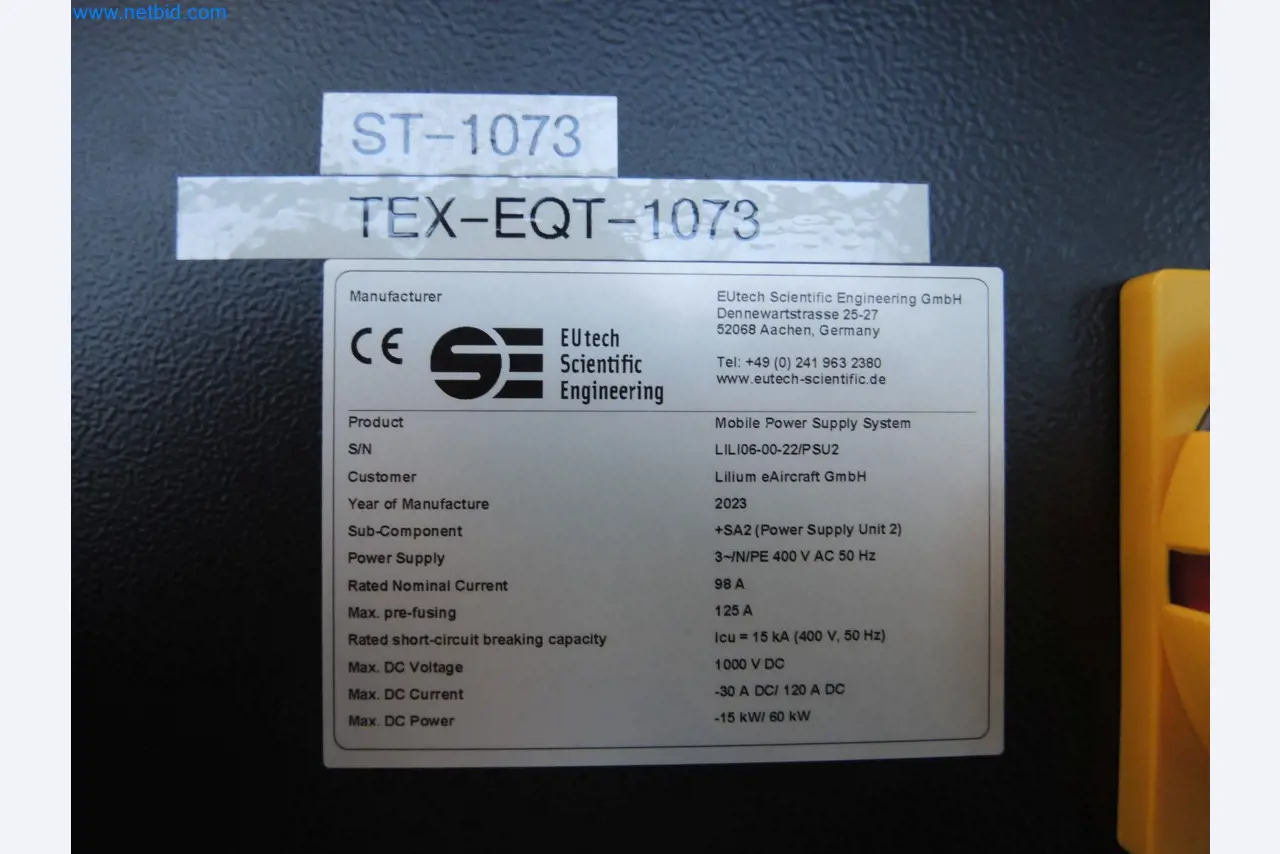 www.netbid.com
ST-1073
TEX-EQT-1073
Manufacturer
EUtech Scientific Engineering GmbH
Dennewartstrasse 25-27
52068 Aachen, Germany
Tel: +49 (0) 241 963 2380
www.eutech-scientific.de
CE
SE
EUtech
Scientific
Engineering
Product Mobile Power Supply System
S/N LILI06-00-22/PSU2
Customer Lilium eAircraft GmbH
Year of Manufacture 2023
Sub-Component +SA2 (Power Supply Unit 2)
Power Supply 3~/N/PE 400 V AC 50 Hz
Rated Nominal Current 98 A
Max. pre-fusing 125 A
Rated short-circuit breaking capacity Icu = 15 kA (400 V, 50 Hz)
Max. DC Voltage 1000 V DC
Max. DC Current -30 A DC/ 120 A DC
Max. DC Power -15 kW/ 60 kW